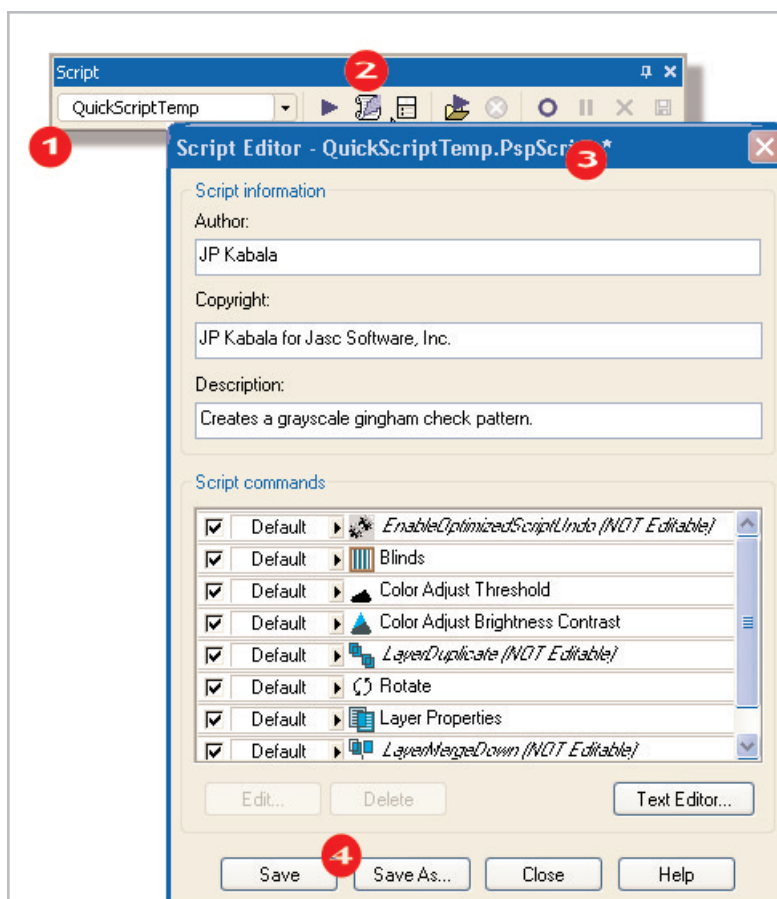 Script
2
QuickScriptTemp
1
Script Editor - QuickScriptTemp.PspScri *
3
Script information
Author:
JP Kabala
Copyright:
JP Kabala for Jasc Software, Inc.
Description:
Creates a grayscale gingham check pattern.
Script commands
Default EnableOptimizedScriptUndo (NOT Editable)
Default Blinds
Default Color Adjust Threshold
Default Color Adjust Brightness Contrast
Default LayerDuplicate (NOT Editable)
Default Rotate
Default Layer Properties
Default LayerMergeDown (NOT Editable)
Edit... Delete Text Editor...
4
Save Save As... Close Help